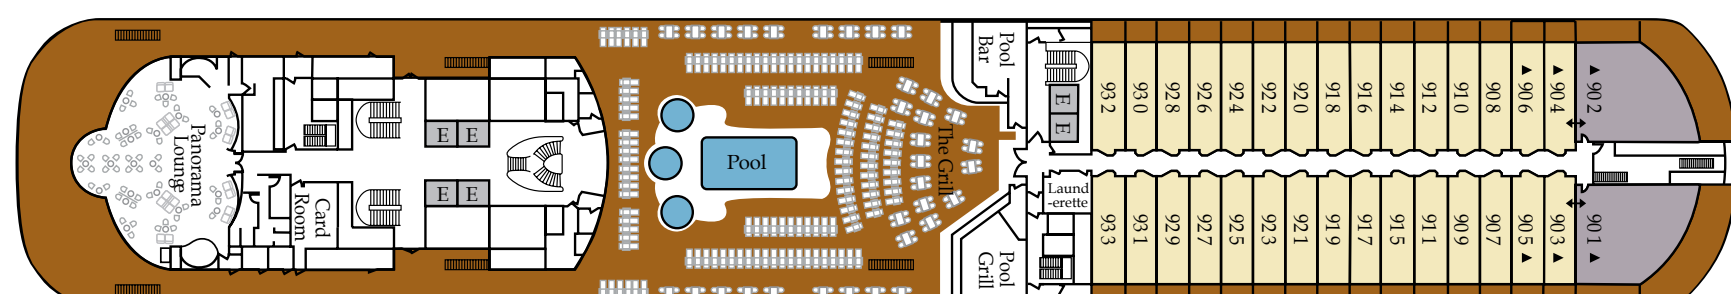 Panorama
Lounge
Card
Room
E
E
E
E
Pool
The Grill
Pool
Bar
Pool
Grill
E
E
Laund
-erette
932
930
928
926
924
922
920
918
916
914
912
910
908
906
904
902
933
931
929
927
925
923
921
919
917
915
911
909
907
905
903
901